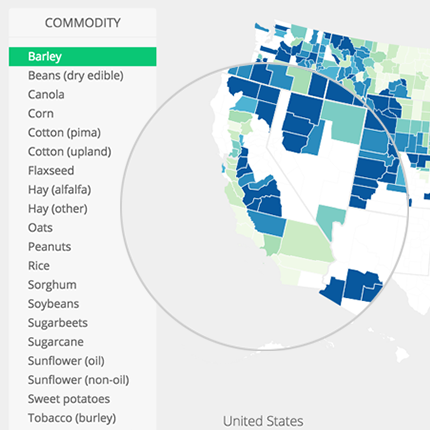 COMMODITY
Barley
Beans (dry edible)
Canola
Corn
Cotton (pima)
Cotton (upland)
Flaxseed
Hay (alfalfa)
Hay (other)
Oats
Peanuts
Rice
Sorghum
Soybeans
Sugarbeets
Sugarcane
Sunflower (oil)
Sunflower (non-oil)
Sweet potatoes
Tobacco (burley)
United States